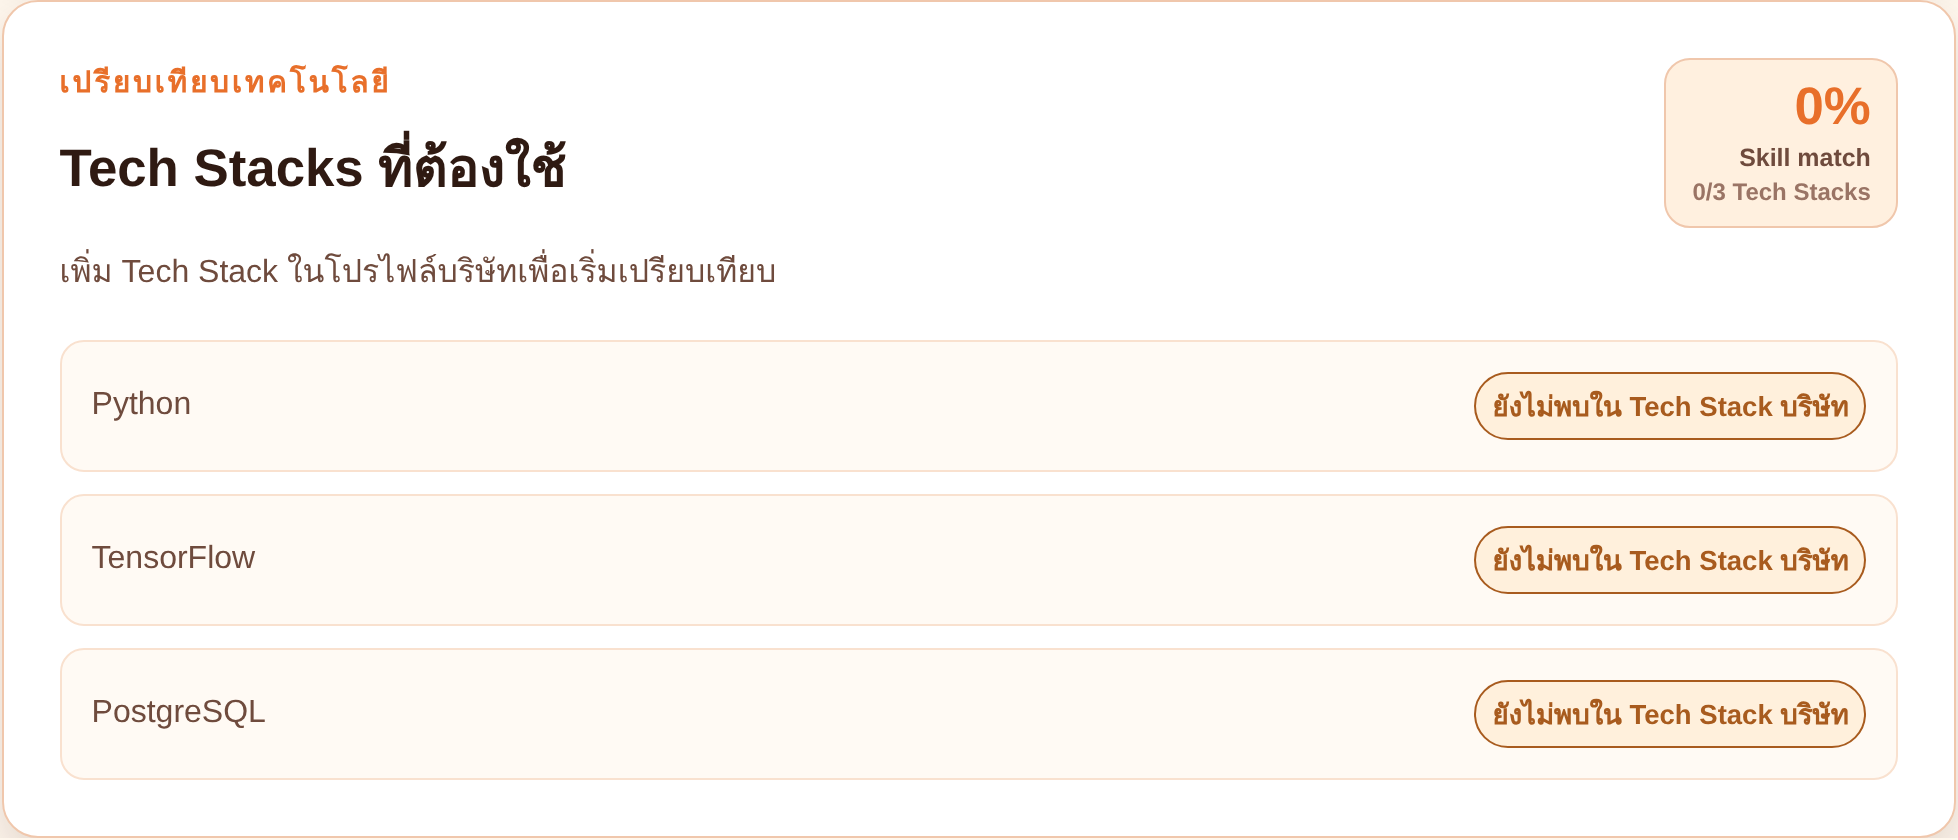 เปรียบเทียบเทคโนโลยี
Tech Stacks ที่ต้องใช้
0%
Skill match
0/3 Tech Stacks
เพิ่ม Tech Stack ในโปรไฟล์บริษัทเพื่อเริ่มเปรียบเทียบ
Python
ยังไม่พบใน Tech Stack บริษัท
TensorFlow
ยังไม่พบใน Tech Stack บริษัท
PostgreSQL
ยังไม่พบใน Tech Stack บริษัท